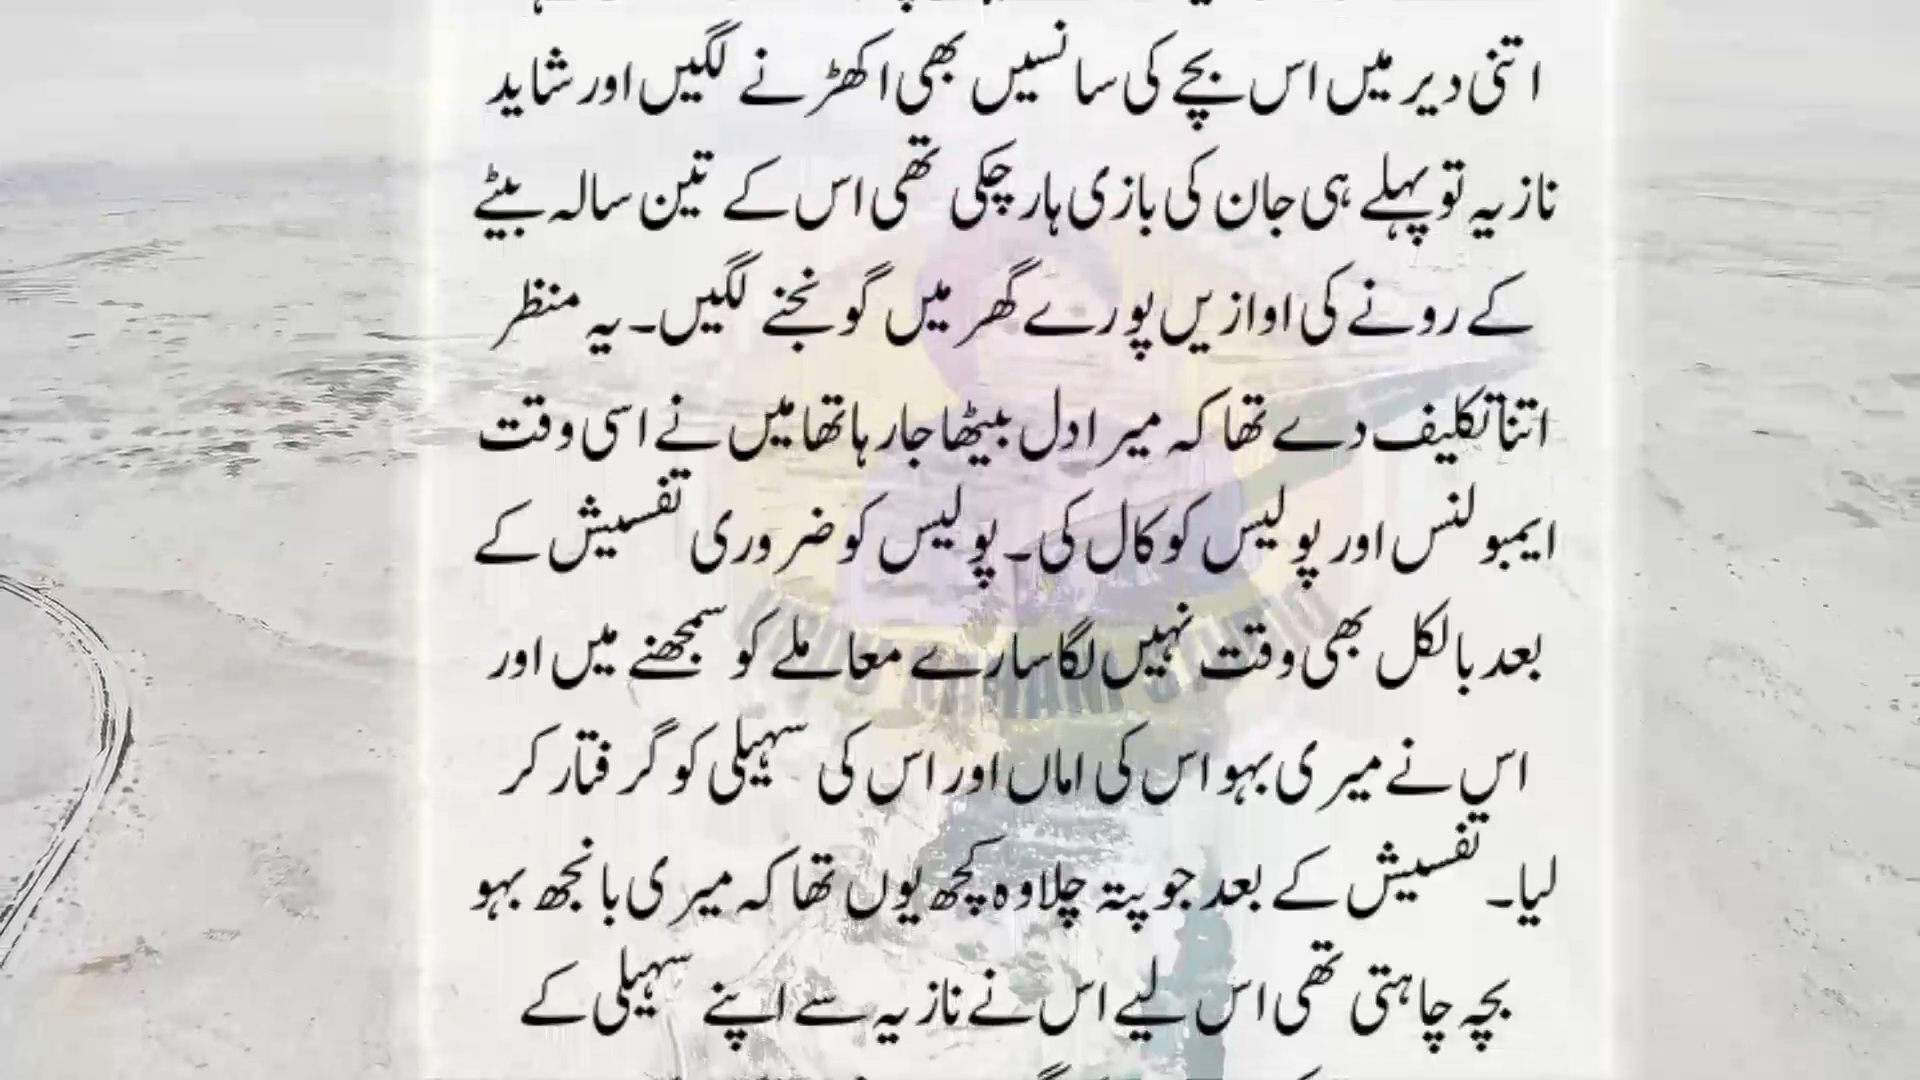 اتنی دیر میں اس بچے کی سانسیں بھی اکھڑنے لگیں اور شاید
نازیہ تو پہلے ہی جان کی بازی ہار چکی تھی اس کے تین سالہ بیٹے
کے رونے کی اوازیں پورے گھر میں گونجنے لگیں۔ یہ منظر
اتنا تکلیف دے تھا کہ میرا دل بیٹھا جا رہا تھا میں نے اسی وقت
ایمبولنس اور پولیس کو کال کی۔ پولیس کو ضروری تفسیش کے
بعد بالکل بھی وقت نہیں لگا سارے معاملے کو سمجھنے میں اور
اس نے میری بہو اس کی اماں اور اس کی سہیلی کو گرفتار کر
لیا۔ تفسیش کے بعد جو پتہ چلا وہ کچھ یوں تھا کہ میری بانجھ بہو
بچہ چاہتی تھی اس لیے اس نے نازیہ سے اپنے سہیلی کے